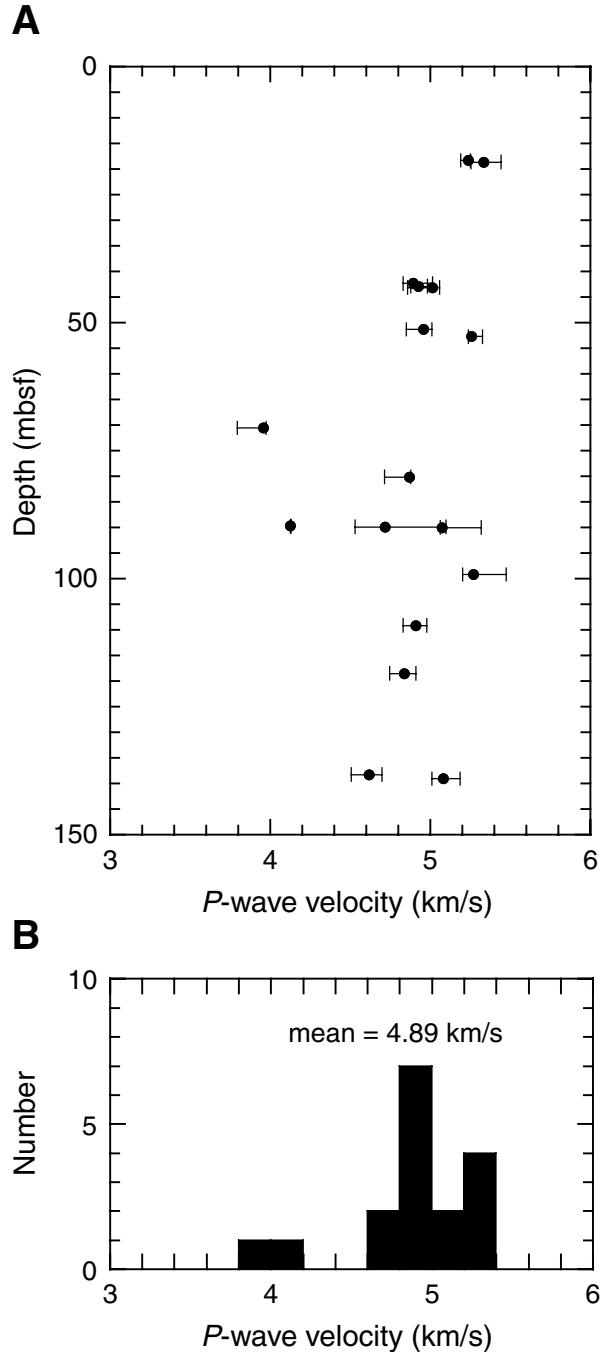 A
0
50
100
150
Depth (mbsf)
3 4 5 6
P-wave velocity (km/s)
B
10
5
0
Number
mean = 4.89 km/s
3 4 5 6
P-wave velocity (km/s)